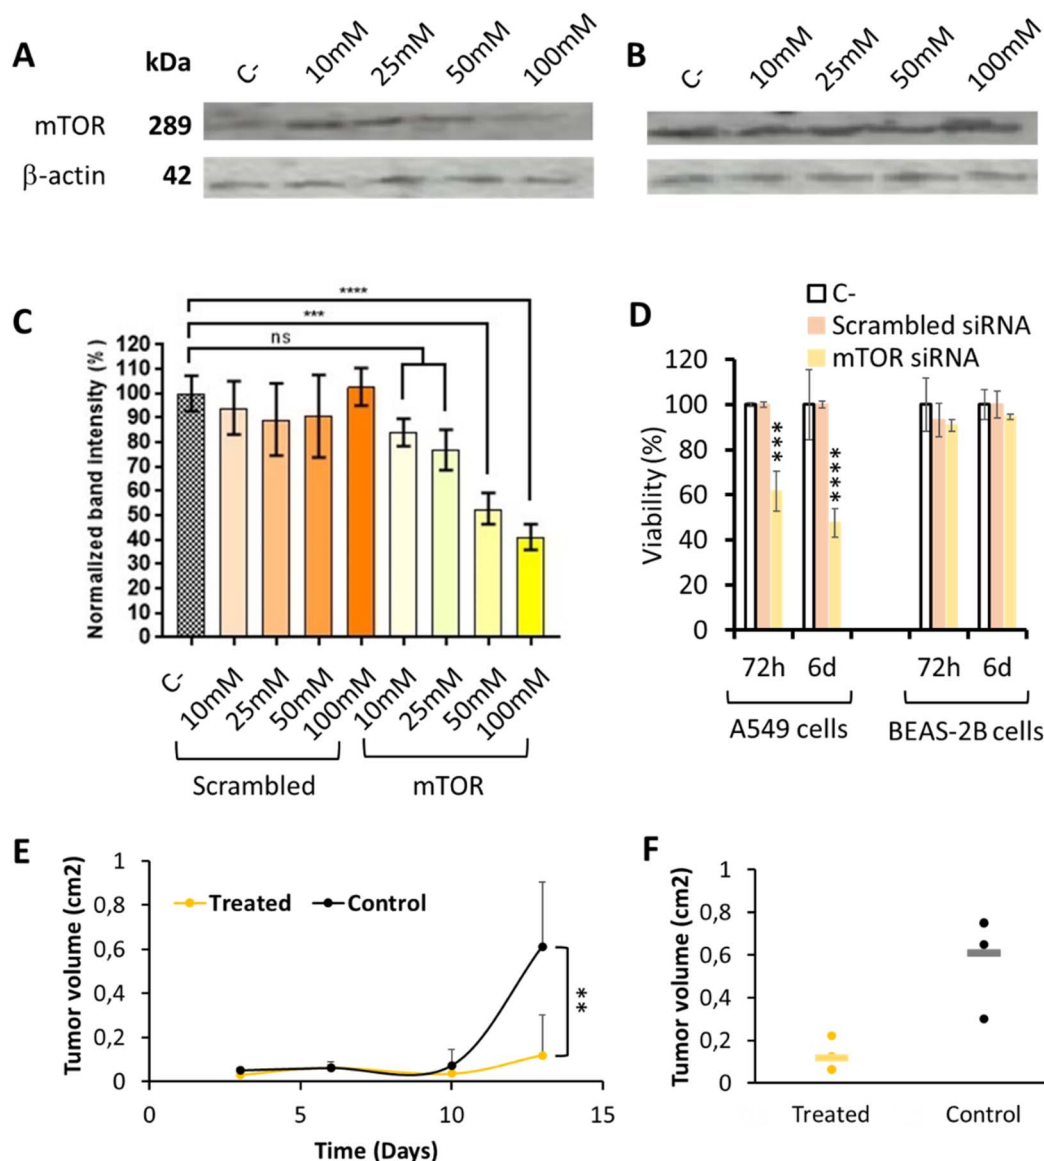 A
kDa
C-
10mM
25mM
50mM
100mM
mTOR
289
β-actin
42
B
C-
10mM
25mM
50mM
100mM
C
Normalized band intensity (%)
120
110
100
90
80
70
60
50
40
30
20
10
0
ns
***
****
C-
10mM
25mM
50mM
100mM
10mM
25mM
50mM
100mM
Scrambled
mTOR
D
C-
Scrambled siRNA
mTOR siRNA
Viability (%)
120
100
80
60
40
20
0
***
****
72h
6d
72h
6d
A549 cells
BEAS-2B cells
E
Tumor volume (cm2)
1
0,8
0,6
0,4
0,2
0
Treated
Control
**
0
5
10
15
Time (Days)
F
Tumor volume (cm2)
1
0,8
0,6
0,4
0,2
0
Treated
Control